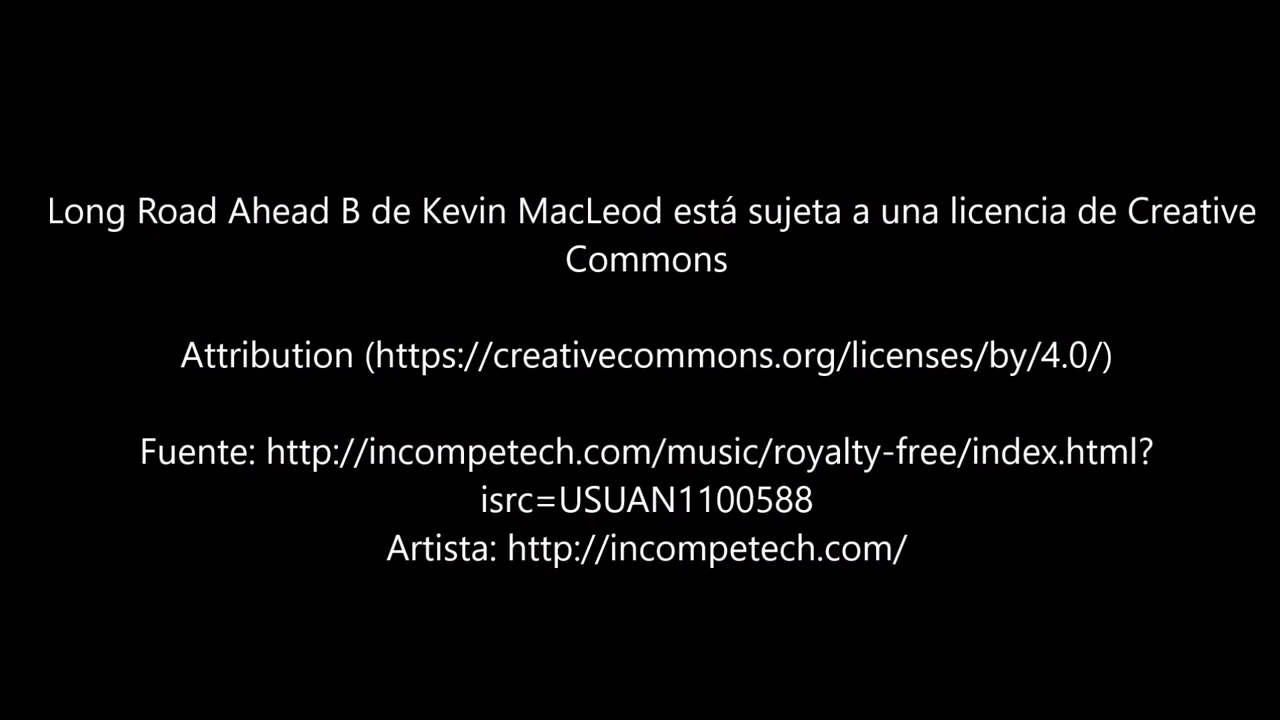 Long Road Ahead B de Kevin MacLeod está sujeta a una licencia de Creative
Commons
Attribution (https://creativecommons.org/licenses/by/4.0/)
Fuente: http://incompetech.com/music/royalty-free/index.html?
isrc=USUAN1100588
Artista: http://incompetech.com/